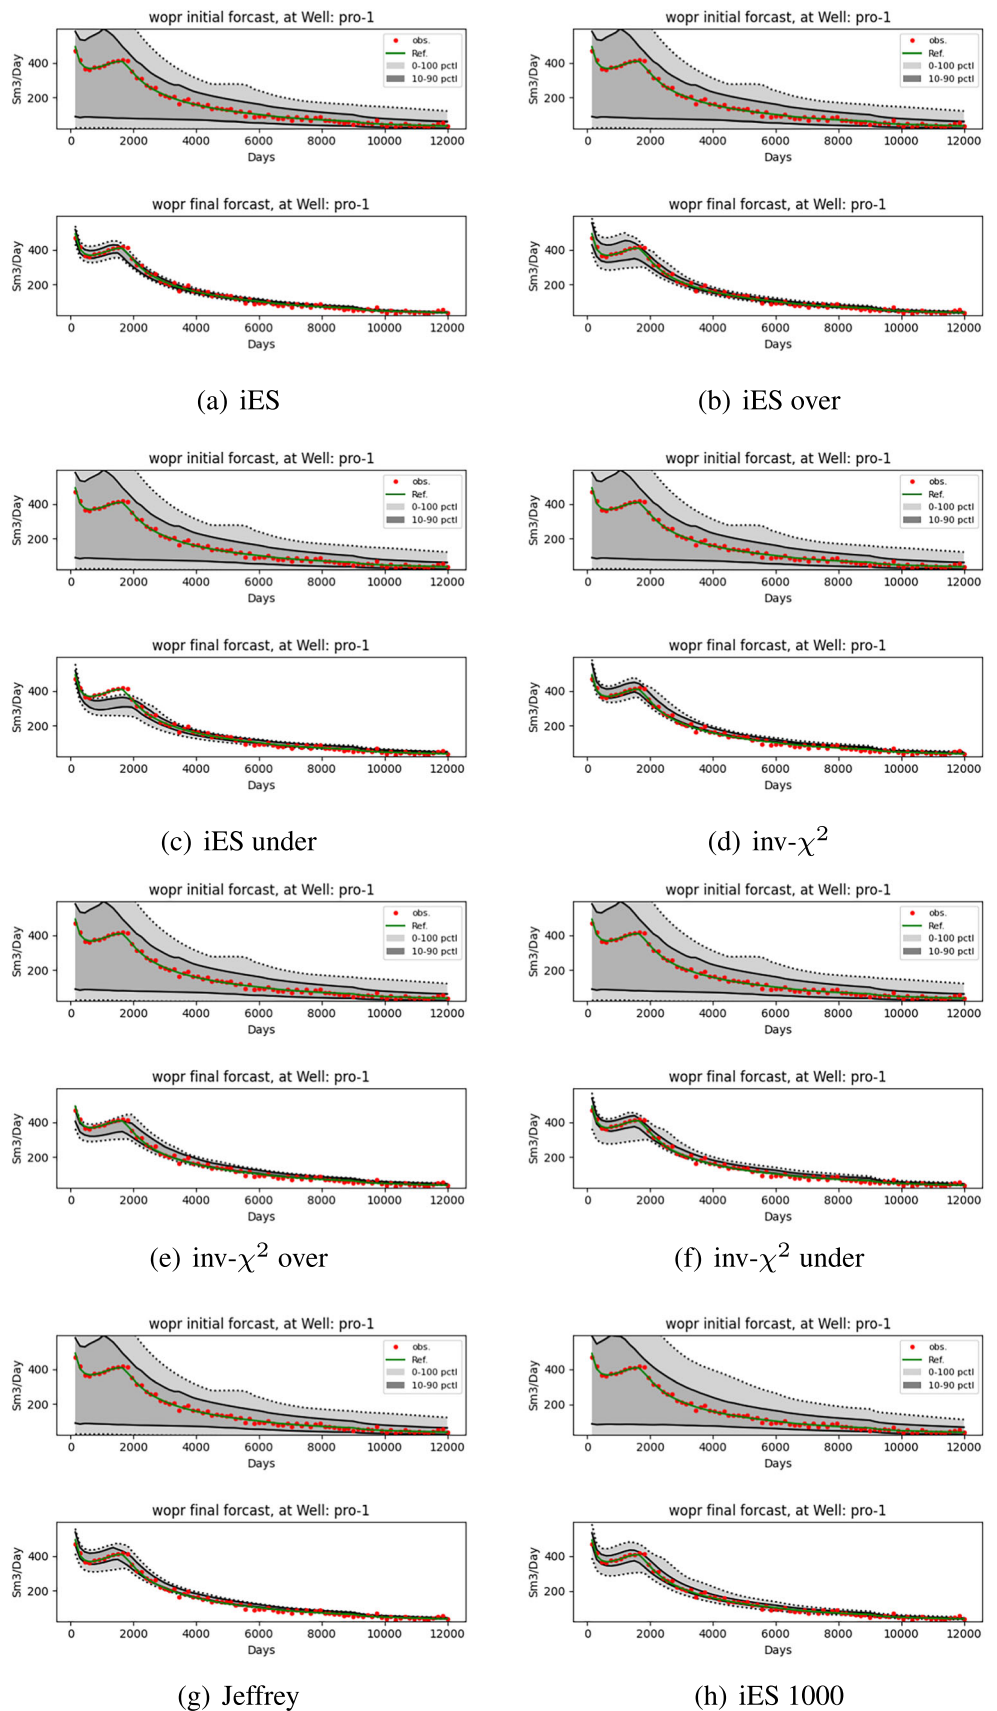 wopr initial forcast, at Well: pro-1
Sm3/Day
400
200
obs.
Ref.
0-100 pctl
10-90 pctl
0 2000 4000 6000 8000 10000 12000
Days
wopr final forcast, at Well: pro-1
Sm3/Day
400
200
0 2000 4000 6000 8000 10000 12000
Days
(a) iES
wopr initial forcast, at Well: pro-1
Sm3/Day
400
200
obs.
Ref.
0-100 pctl
10-90 pctl
0 2000 4000 6000 8000 10000 12000
Days
wopr final forcast, at Well: pro-1
Sm3/Day
400
200
0 2000 4000 6000 8000 10000 12000
Days
(b) iES over
wopr initial forcast, at Well: pro-1
Sm3/Day
400
200
obs.
Ref.
0-100 pctl
10-90 pctl
0 2000 4000 6000 8000 10000 12000
Days
wopr final forcast, at Well: pro-1
Sm3/Day
400
200
0 2000 4000 6000 8000 10000 12000
Days
(c) iES under
wopr initial forcast, at Well: pro-1
Sm3/Day
400
200
obs.
Ref.
0-100 pctl
10-90 pctl
0 2000 4000 6000 8000 10000 12000
Days
wopr final forcast, at Well: pro-1
Sm3/Day
400
200
0 2000 4000 6000 8000 10000 12000
Days
(d) inv-χ²
wopr initial forcast, at Well: pro-1
Sm3/Day
400
200
obs.
Ref.
0-100 pctl
10-90 pctl
0 2000 4000 6000 8000 10000 12000
Days
wopr final forcast, at Well: pro-1
Sm3/Day
400
200
0 2000 4000 6000 8000 10000 12000
Days
(e) inv-χ² over
wopr initial forcast, at Well: pro-1
Sm3/Day
400
200
obs.
Ref.
0-100 pctl
10-90 pctl
0 2000 4000 6000 8000 10000 12000
Days
wopr final forcast, at Well: pro-1
Sm3/Day
400
200
0 2000 4000 6000 8000 10000 12000
Days
(f) inv-χ² under
wopr initial forcast, at Well: pro-1
Sm3/Day
400
200
obs.
Ref.
0-100 pctl
10-90 pctl
0 2000 4000 6000 8000 10000 12000
Days
wopr final forcast, at Well: pro-1
Sm3/Day
400
200
0 2000 4000 6000 8000 10000 12000
Days
(g) Jeffrey
wopr initial forcast, at Well: pro-1
Sm3/Day
400
200
obs.
Ref.
0-100 pctl
10-90 pctl
0 2000 4000 6000 8000 10000 12000
Days
wopr final forcast, at Well: pro-1
Sm3/Day
400
200
0 2000 4000 6000 8000 10000 12000
Days
(h) iES 1000